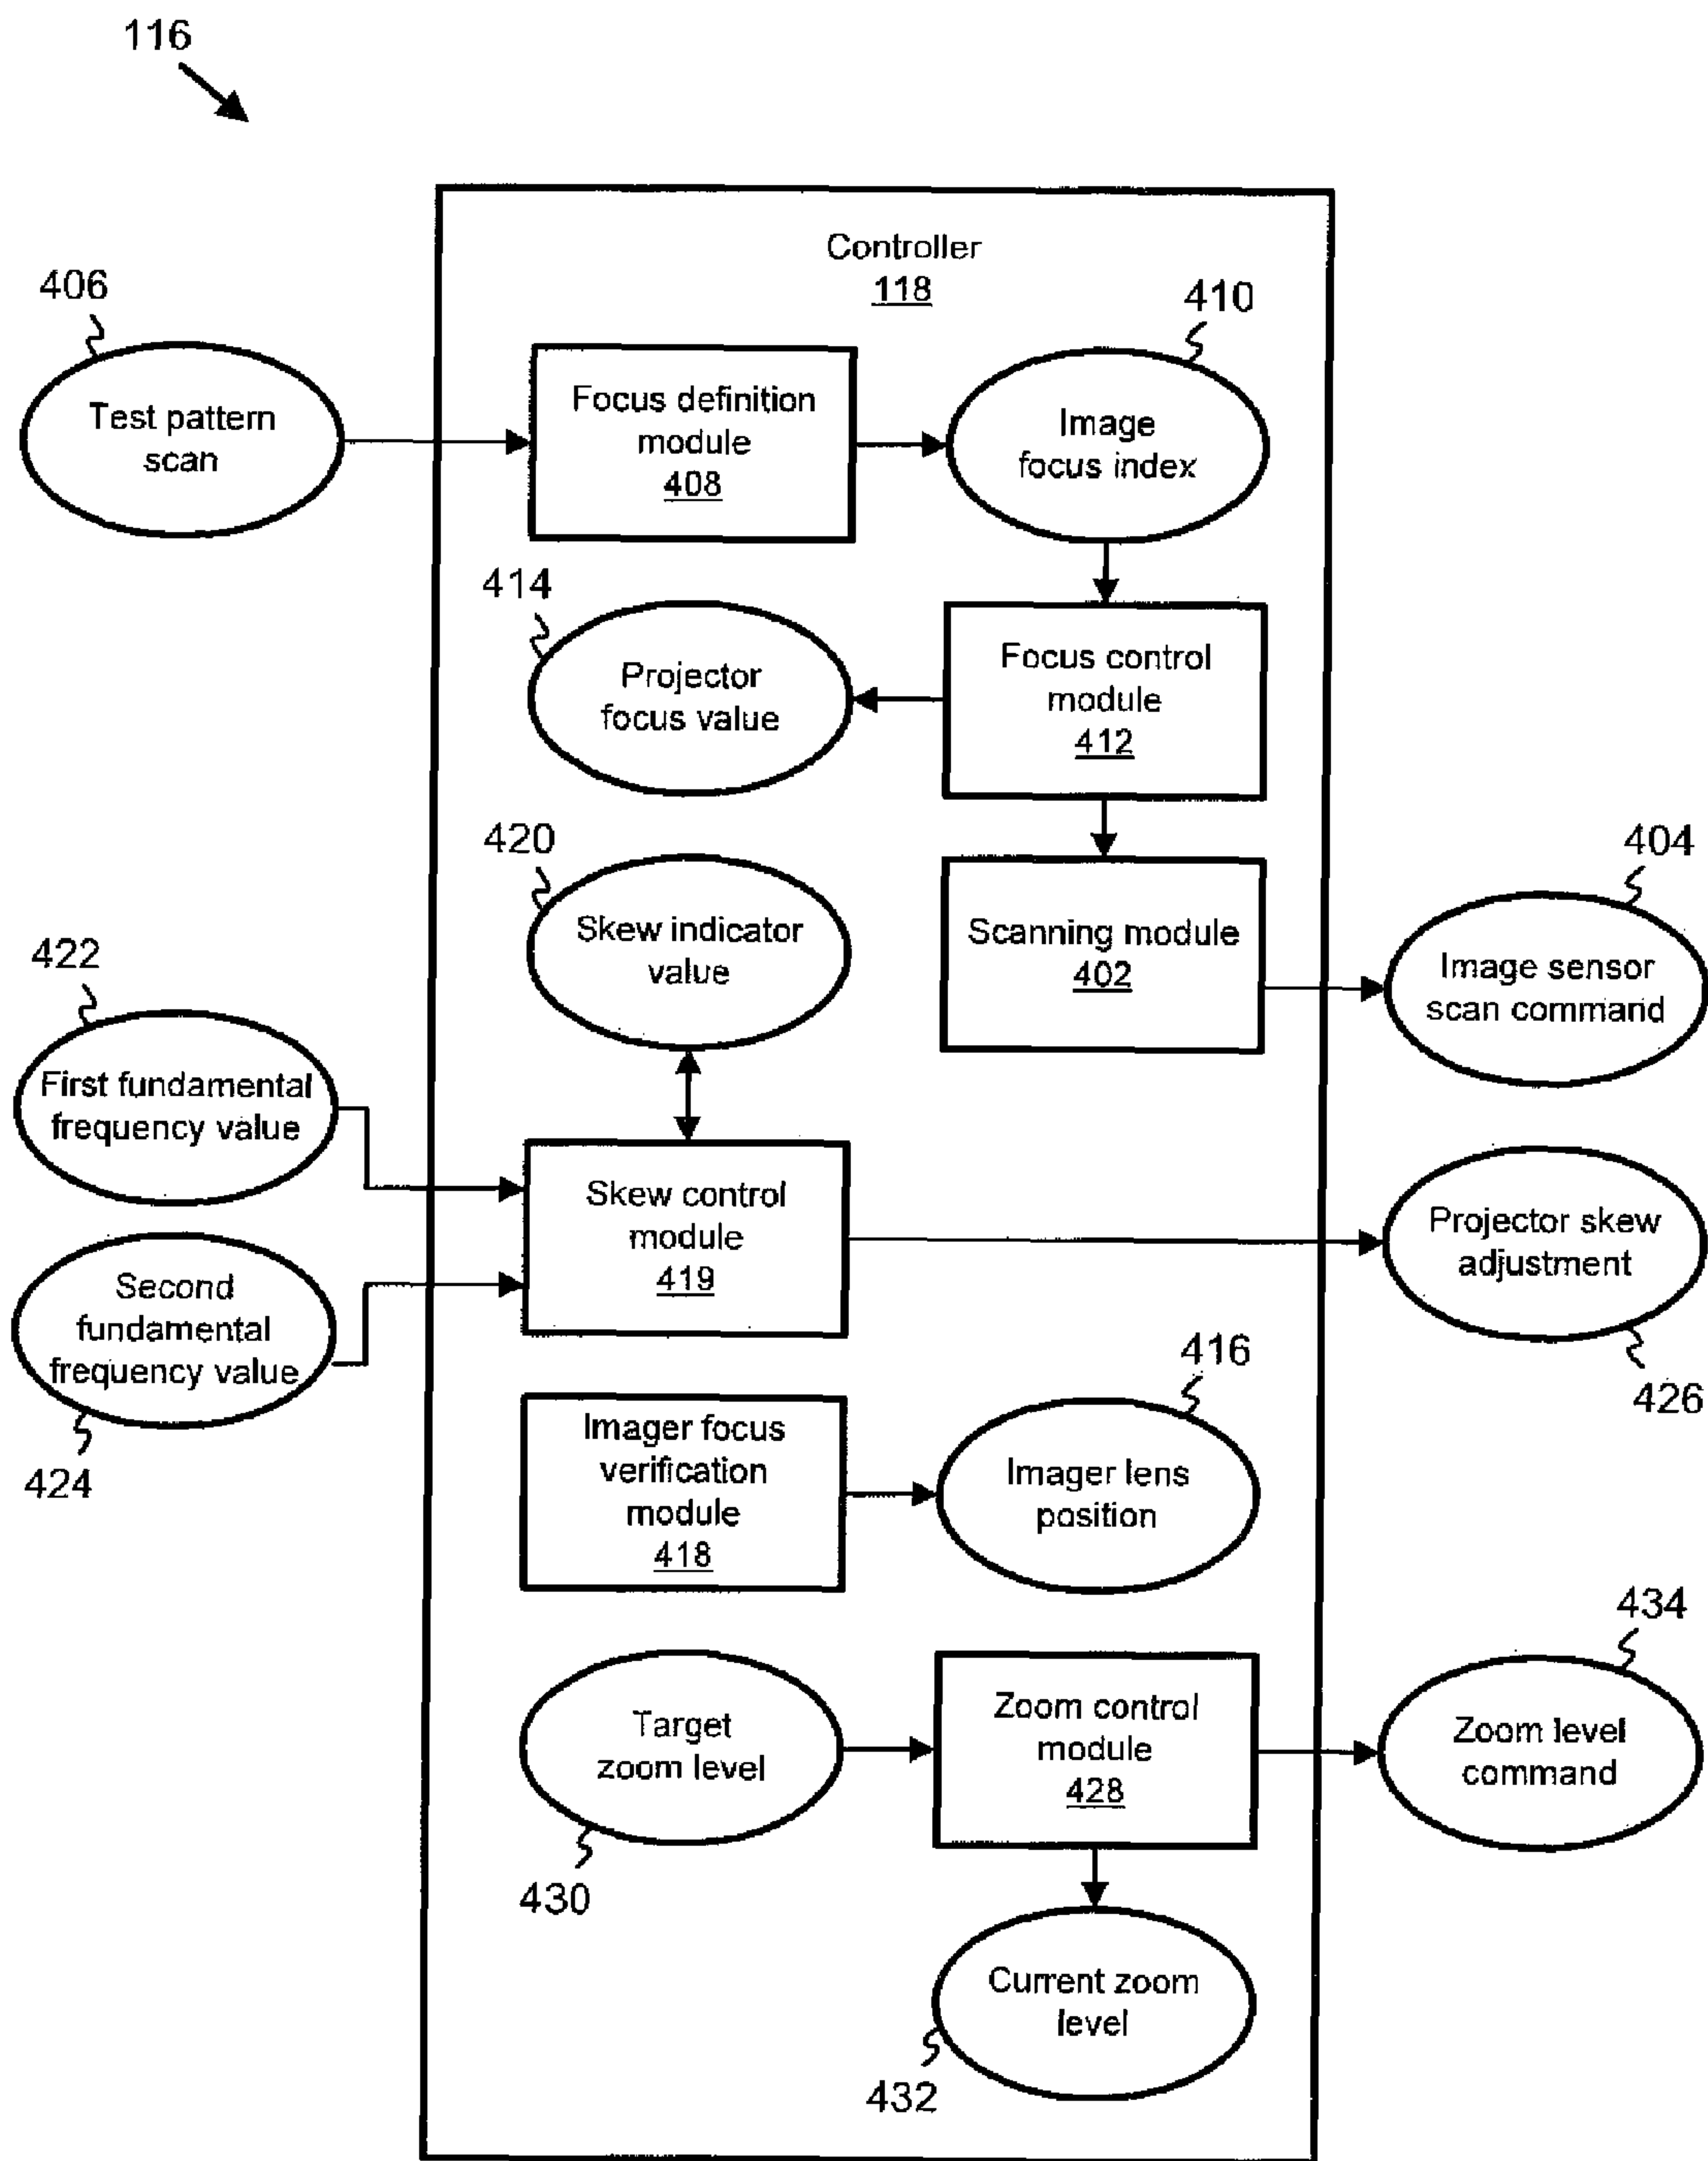 116
Controller
118
406
Test pattern
scan
Focus definition
module
408
410
Image
focus index
414
Projector
focus value
Focus control
module
412
420
Skew indicator
value
Scanning module
402
404
Image sensor
scan command
422
First fundamental
frequency value
Second
fundamental
frequency value
424
Skew control
module
419
Projector skew
adjustment
426
Imager focus
verification
module
418
416
Imager lens
position
Target
zoom level
430
Zoom control
module
428
434
Zoom level
command
Current zoom
level
432